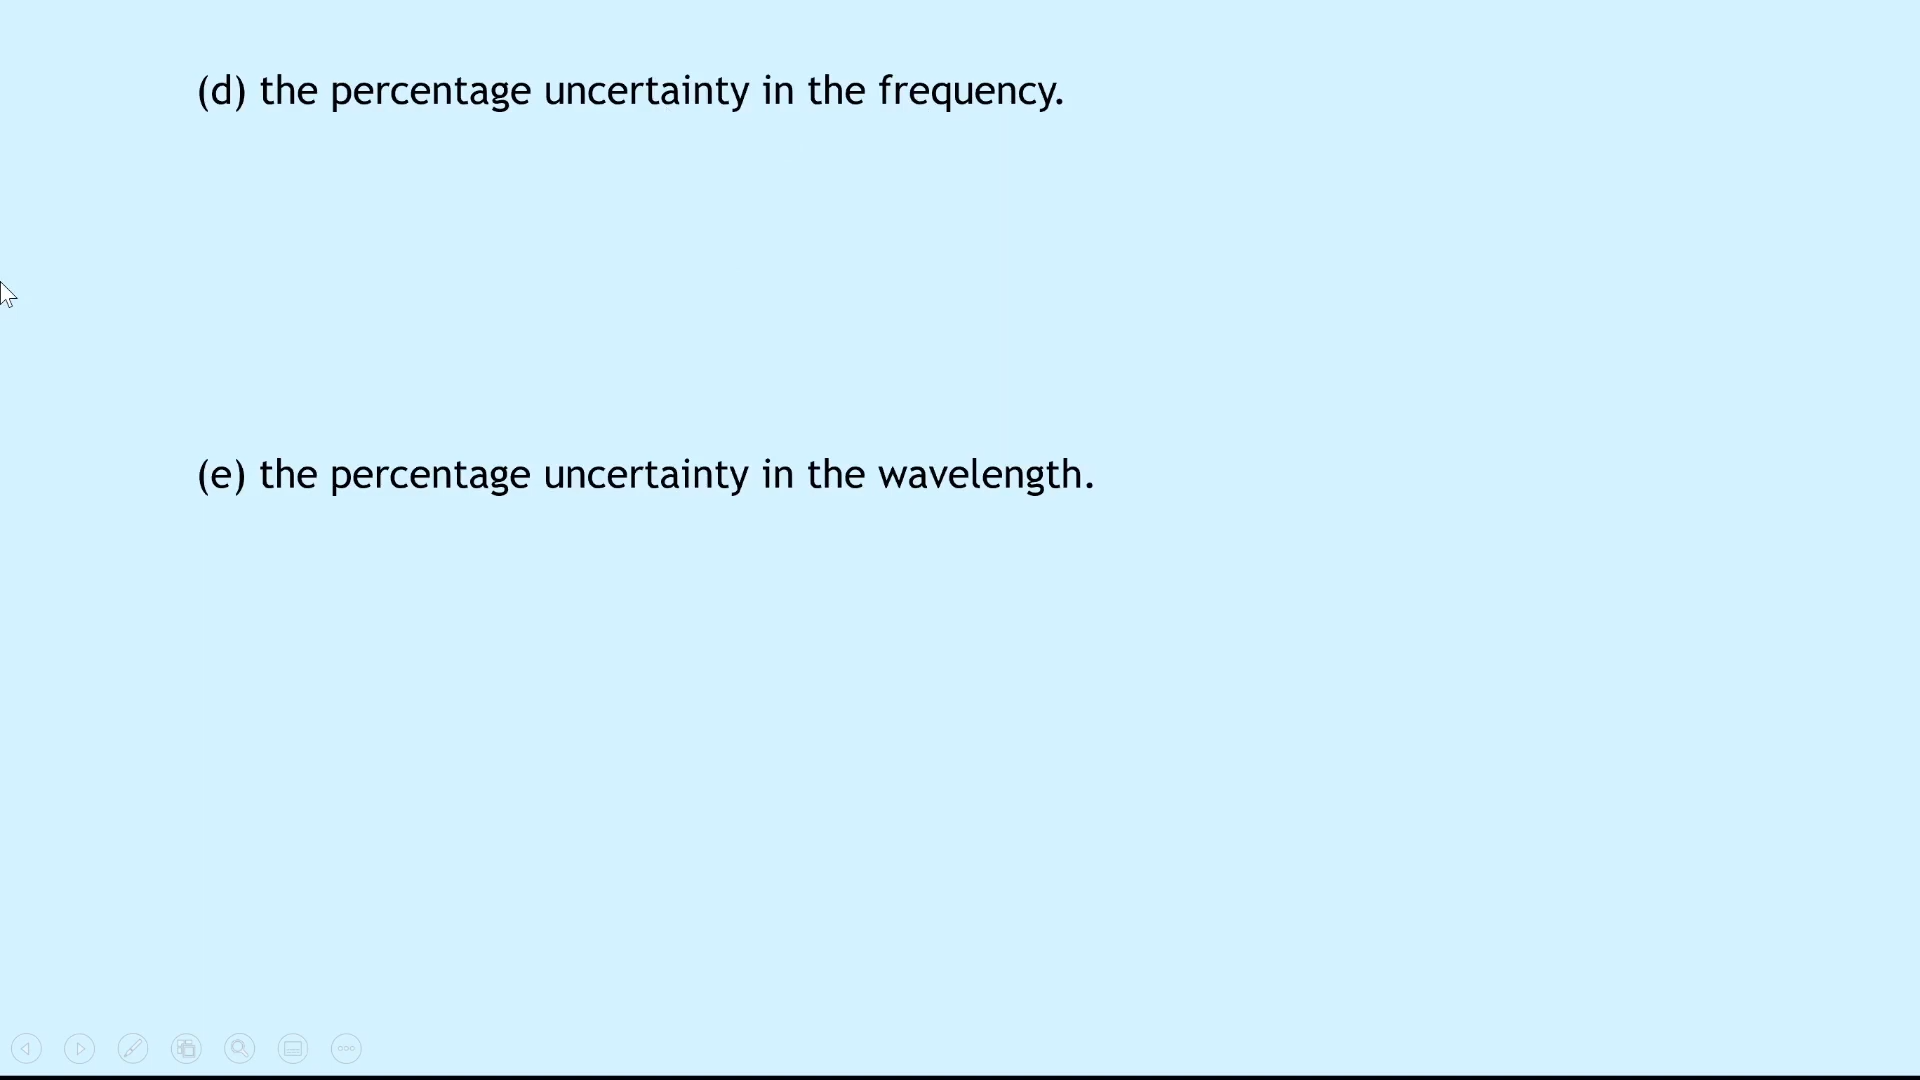 (d) the percentage uncertainty in the frequency.
(e) the percentage uncertainty in the wavelength.